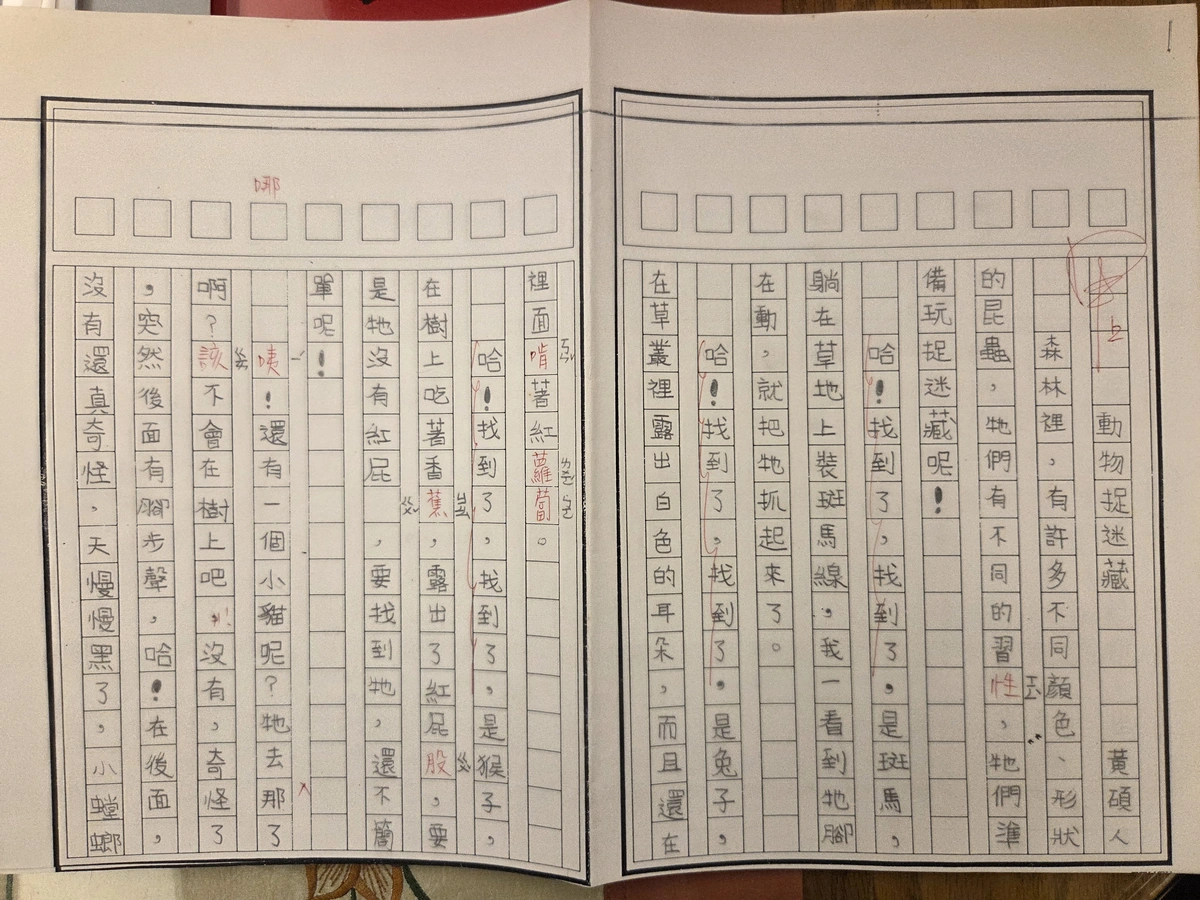 上
動物捉迷藏 黃碩人
森林裡，有許多不同顏色、形狀
的昆蟲，牠們有不同的習性，牠們準
ㄒㄧㄥˋ
備玩捉迷藏呢！
哈！找到了，找到了，是斑馬，
躺在草地上裝斑馬線，我一看到牠腳
在動，就把牠抓起來了。
哈！找到了，找到了，是兔子，
在草叢裡露出白色的耳朵，而且還在
裡面啃著紅蘿蔔。
ㄎㄣˇ
哈！找到了，找到了，是猴子，
在樹上吃著香蕉，露出了紅屁股，要
ㄐㄧㄠ
ㄍㄨˇ
是牠沒有紅屁 ，要找到牠，還不簡
ㄍㄨˇ
單呢！
咦！還有一個小貓呢？牠去那了
ㄧˊ
哪
啊？該不會在樹上吧！沒有，奇怪了
ㄍㄞ
，突然後面有腳步聲，哈！在後面，
沒有還真奇怪，天慢慢黑了，小螳螂